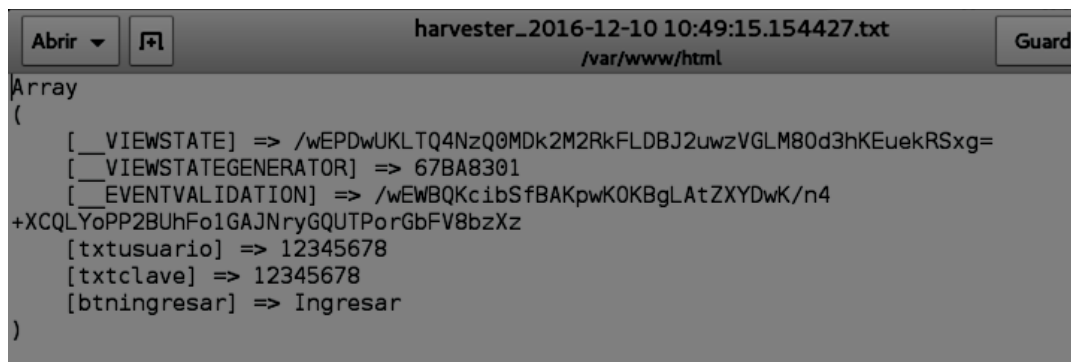 Abrir
harvester_2016-12-10 10:49:15.154427.txt
Guard
/var/www/html
Array
(
[__VIEWSTATE] => /wEPDwUKLTQ4NzQ0MDk2M2RkFLDBJ2uwzVGLM8Od3hKEuekRSxg=
[__VIEWSTATEGENERATOR] => 67BA8301
[__EVENTVALIDATION] => /wEWBQKcibSfBAKpwKOKBgLAtZXYDwK/n4
+XCQLYoPP2BUhFo1GAJNryGQUTPorGbFV8bzXz
[txtusuario] => 12345678
[txtclave] => 12345678
[btningresar] => Ingresar
)